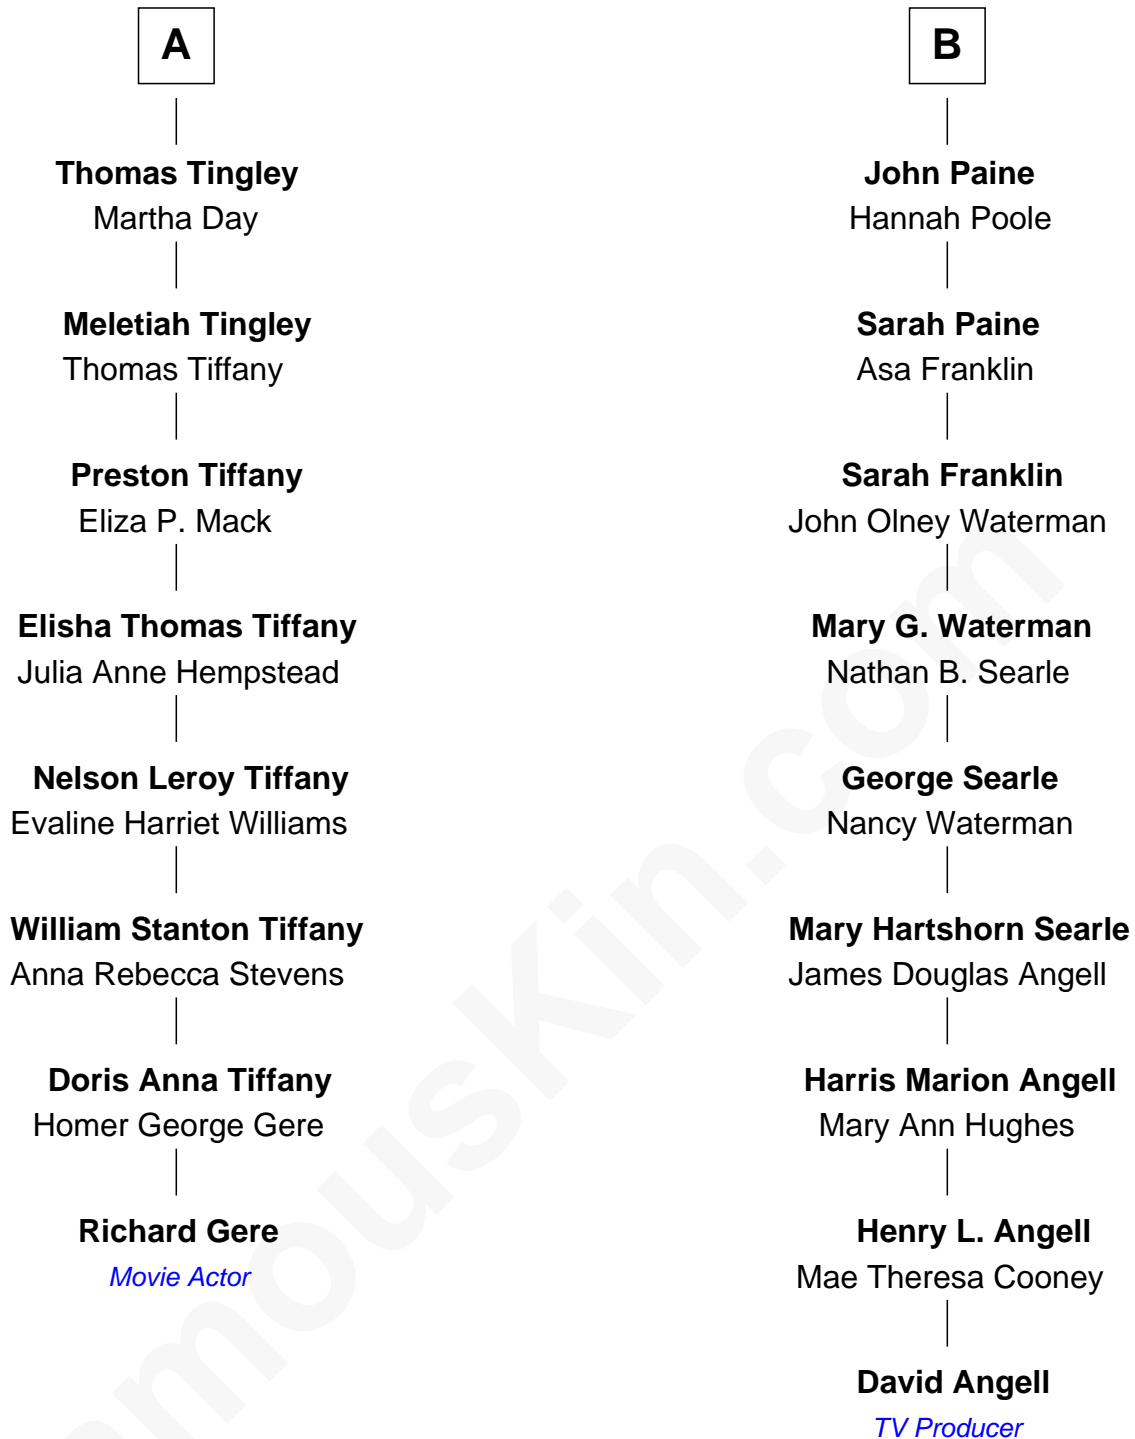 A
Thomas Tingley
Martha Day
Meletiah Tingley
Thomas Tiffany
Preston Tiffany
Eliza P. Mack
Elisha Thomas Tiffany
Julia Anne Hempstead
Nelson Leroy Tiffany
Evaline Harriet Williams
William Stanton Tiffany
Anna Rebecca Stevens
Doris Anna Tiffany
Homer George Gere
Richard Gere
Movie Actor
B
John Paine
Hannah Poole
Sarah Paine
Asa Franklin
Sarah Franklin
John Olney Waterman
Mary G. Waterman
Nathan B. Searle
George Searle
Nancy Waterman
Mary Hartshorn Searle
James Douglas Angell
Harris Marion Angell
Mary Ann Hughes
Henry L. Angell
Mae Theresa Cooney
David Angell
TV Producer
amouskin.com